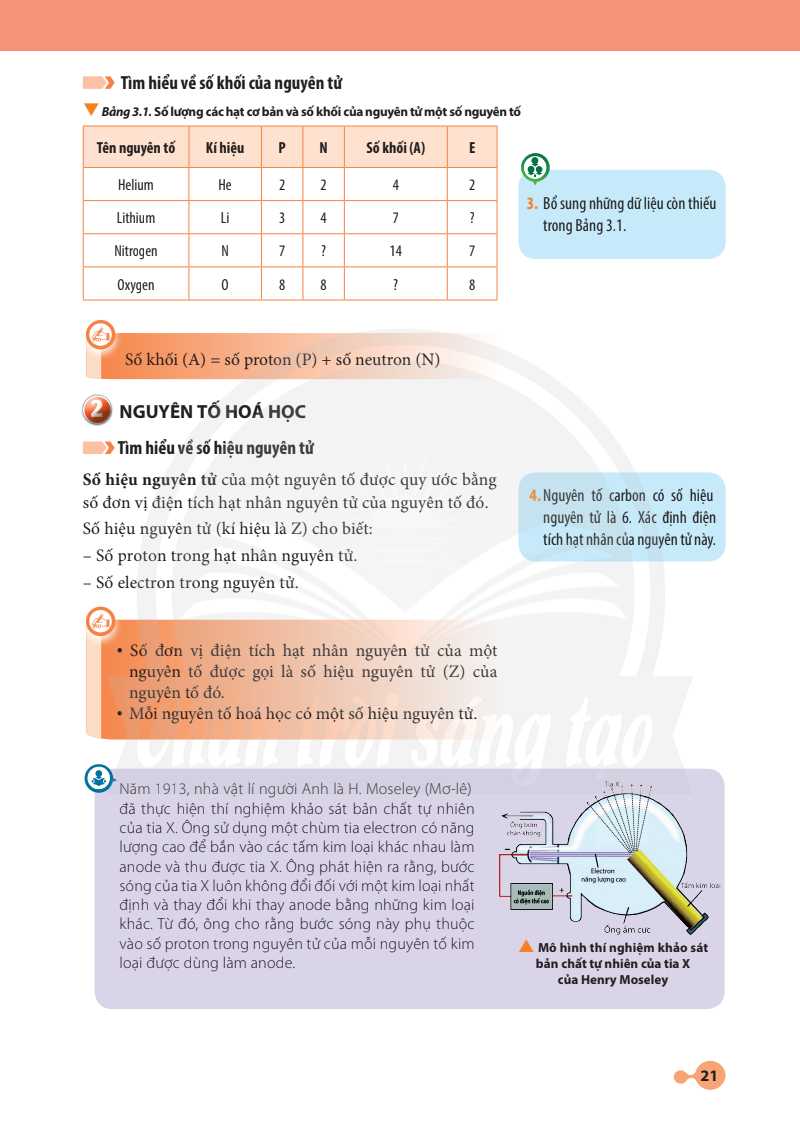 Tìm hiểu về số khối của nguyên tử
Bảng 3.1. Số lượng các hạt cơ bản và số khối của nguyên tử một số nguyên tố
Tên nguyên tố Kí hiệu P N Số khối (A) E
Helium He 2 2 4 2
Lithium Li 3 4 7 ?
Nitrogen N 7 ? 14 7
Oxygen O 8 8 ? 8
3. Bổ sung những dữ liệu còn thiếu
trong Bảng 3.1.
Số khối (A) = số proton (P) + số neutron (N)
2 NGUYÊN TỐ HOÁ HỌC
Tìm hiểu về số hiệu nguyên tử
Số hiệu nguyên tử của một nguyên tố được quy ước bằng
số đơn vị điện tích hạt nhân nguyên tử của nguyên tố đó.
Số hiệu nguyên tử (kí hiệu là Z) cho biết:
– Số proton trong hạt nhân nguyên tử.
– Số electron trong nguyên tử.
4. Nguyên tố carbon có số hiệu
nguyên tử là 6. Xác định điện
tích hạt nhân của nguyên tử này.
• Số đơn vị điện tích hạt nhân nguyên tử của một
nguyên tố được gọi là số hiệu nguyên tử (Z) của
nguyên tố đó.
• Mỗi nguyên tố hoá học có một số hiệu nguyên tử.
Chân trời sáng tạo
Năm 1913, nhà vật lí người Anh là H. Moseley (Mơ-lê)
đã thực hiện thí nghiệm khảo sát bản chất tự nhiên
của tia X. Ông sử dụng một chùm tia electron có năng
lượng cao để bắn vào các tấm kim loại khác nhau làm
anode và thu được tia X. Ông phát hiện ra rằng, bước
sóng của tia X luôn không đổi đối với một kim loại nhất
định và thay đổi khi thay anode bằng những kim loại
khác. Từ đó, ông cho rằng bước sóng này phụ thuộc
vào số proton trong nguyên tử của mỗi nguyên tố kim
loại được dùng làm anode.
Tia X
Ống bơm
chân không
–
Electron
năng lượng cao
Nguồn điện
có điện thế cao
+
Tấm kim loại
Ống âm cực
Mô hình thí nghiệm khảo sát
bản chất tự nhiên của tia X
của Henry Moseley
21